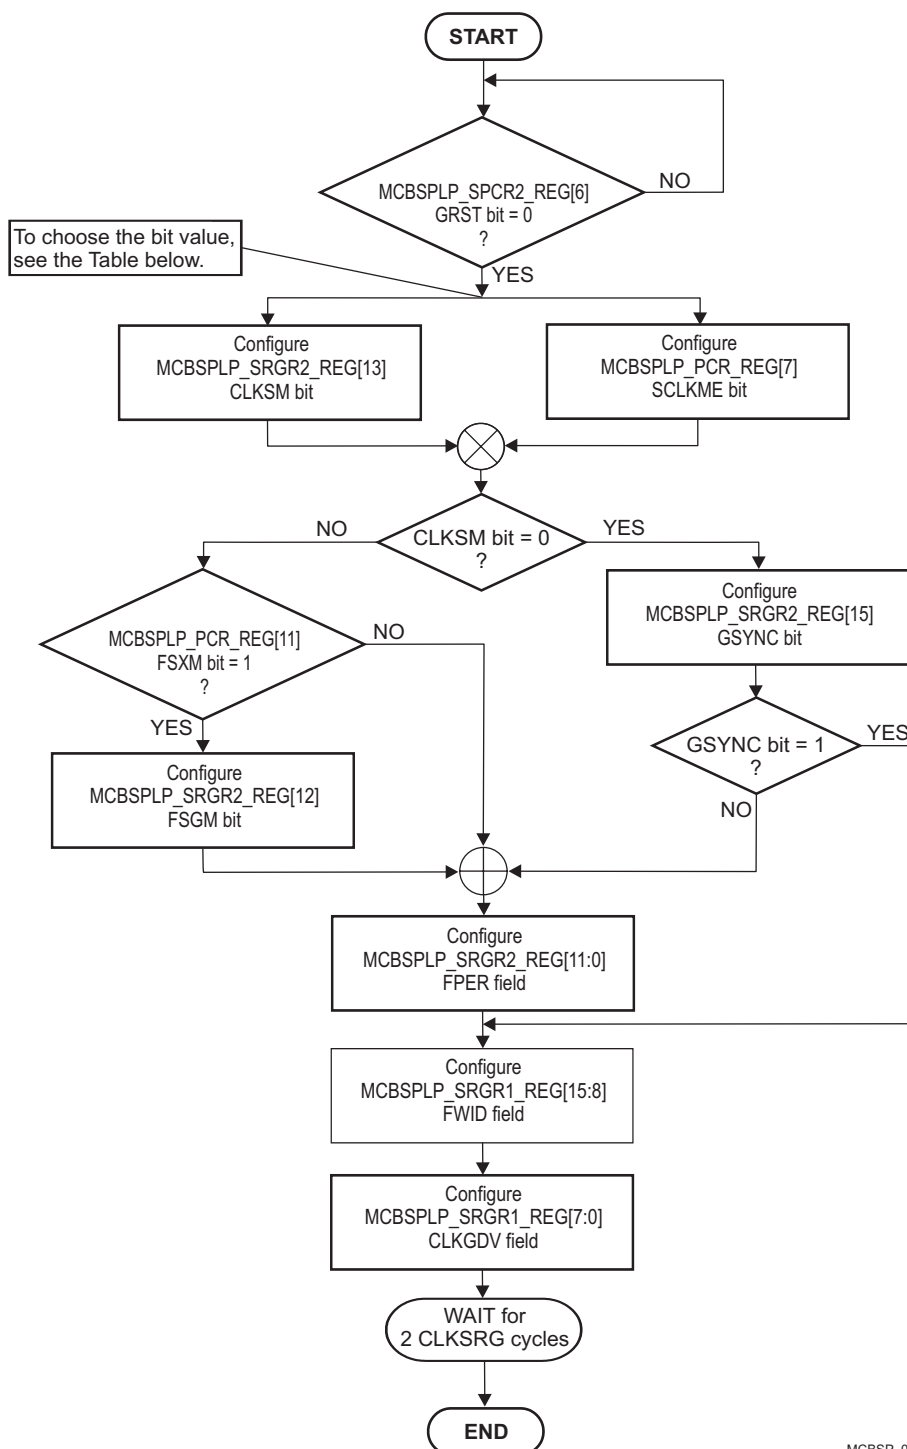 START
MCBSPLP_SPCR2_REG[6]
GRST bit = 0
?
NO
YES
To choose the bit value,
see the Table below.
Configure
MCBSPLP_SRGR2_REG[13]
CLKSM bit
Configure
MCBSPLP_PCR_REG[7]
SCLKME bit
CLKSM bit = 0
?
NO
YES
MCBSPLP_PCR_REG[11]
FSXM bit = 1
?
NO
YES
Configure
MCBSPLP_SRGR2_REG[15]
GSYNC bit
GSYNC bit = 1
?
YES
NO
Configure
MCBSPLP_SRGR2_REG[12]
FSGM bit
Configure
MCBSPLP_SRGR2_REG[11:0]
FPER field
Configure
MCBSPLP_SRGR1_REG[15:8]
FWID field
Configure
MCBSPLP_SRGR1_REG[7:0]
CLKGDV field
WAIT for
2 CLKSRG cycles
END